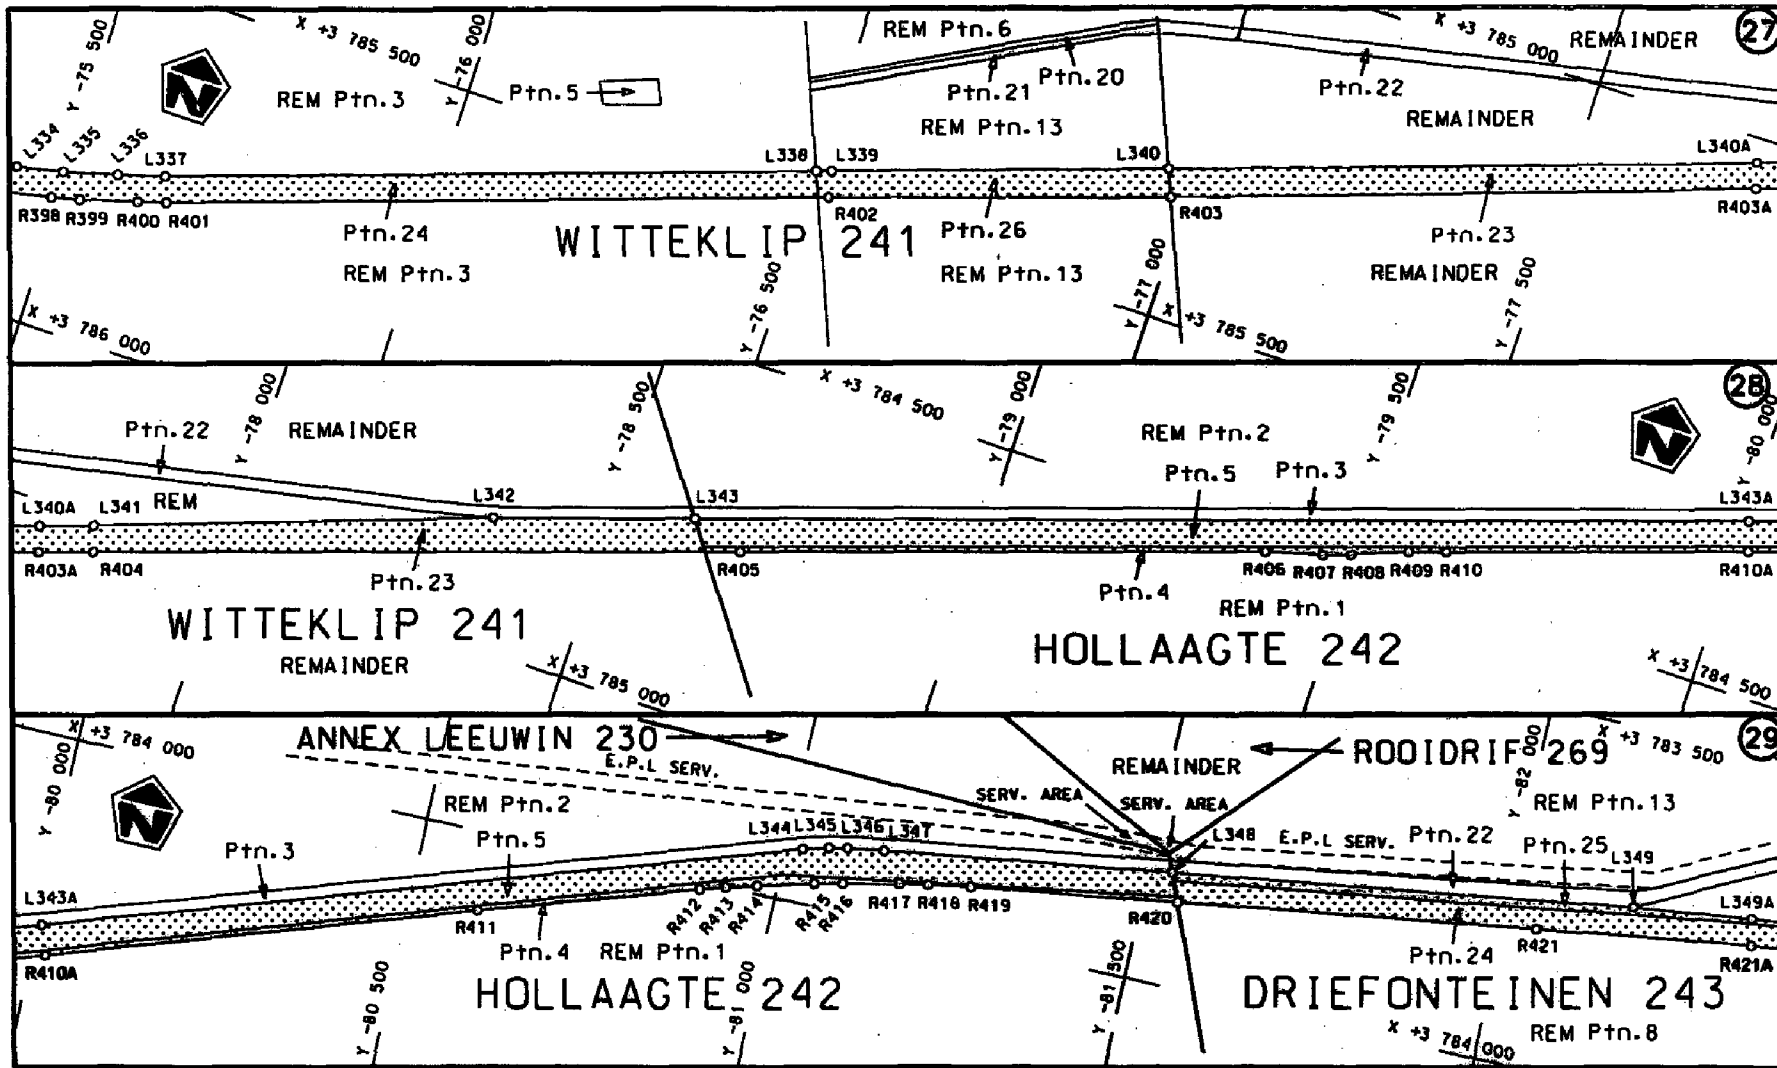 Y -75 500
X +3 785 500
Y -76 000
REM Ptn.6
X +3 785 000
REMAINDER
27
N
REM Ptn.3
Ptn.5
Ptn.20
Ptn.21
Ptn.22
REM Ptn.13
REMAINDER
L334
L335
L336
L337
L338
L339
L340
L340A
R398
R399
R400
R401
R402
R403
R403A
Ptn.24
WITTEKLIP 241
Ptn.26
Ptn.23
REM Ptn.3
REM Ptn.13
REMAINDER
X +3 786 000
Y -76 500
Y -77 000
X +3 785 500
Y -77 500
Y -78 000
Y -78 500
X +3 784 500
Y -79 000
Y -79 500
28
Y -80 000
N
Ptn.22
REMAINDER
REM Ptn.2
Ptn.5
Ptn.3
REM
L340A
L341
L342
L343
L343A
R403A
R404
R405
R406
R407
R408
R409
R410
R410A
Ptn.23
Ptn.4
REM Ptn.1
WITTEKLIP 241
HOLLAAGTE 242
REMAINDER
X +3 785 000
X +3 784 500
X +3 784 000
Y -80 000
ANNEX LEEUWIN 230
E.P.L SERV.
REMAINDER
ROOIDRIF 269
Y -82 000
X +3 783 500
29
N
REM Ptn.2
SERV. AREA
SERV. AREA
REM Ptn.13
Ptn.3
Ptn.5
L344
L345
L346
L347
L348
E.P.L SERV.
Ptn.22
Ptn.25
L349
L343A
L349A
R410A
R411
R412
R413
R414
R415
R416
R417
R418
R419
R420
R421
R421A
Ptn.4
REM Ptn.1
Ptn.24
HOLLAAGTE 242
DRIEFONTEINEN 243
Y -80 500
Y -81 000
Y -81 500
X +3 784 000
REM Ptn.8